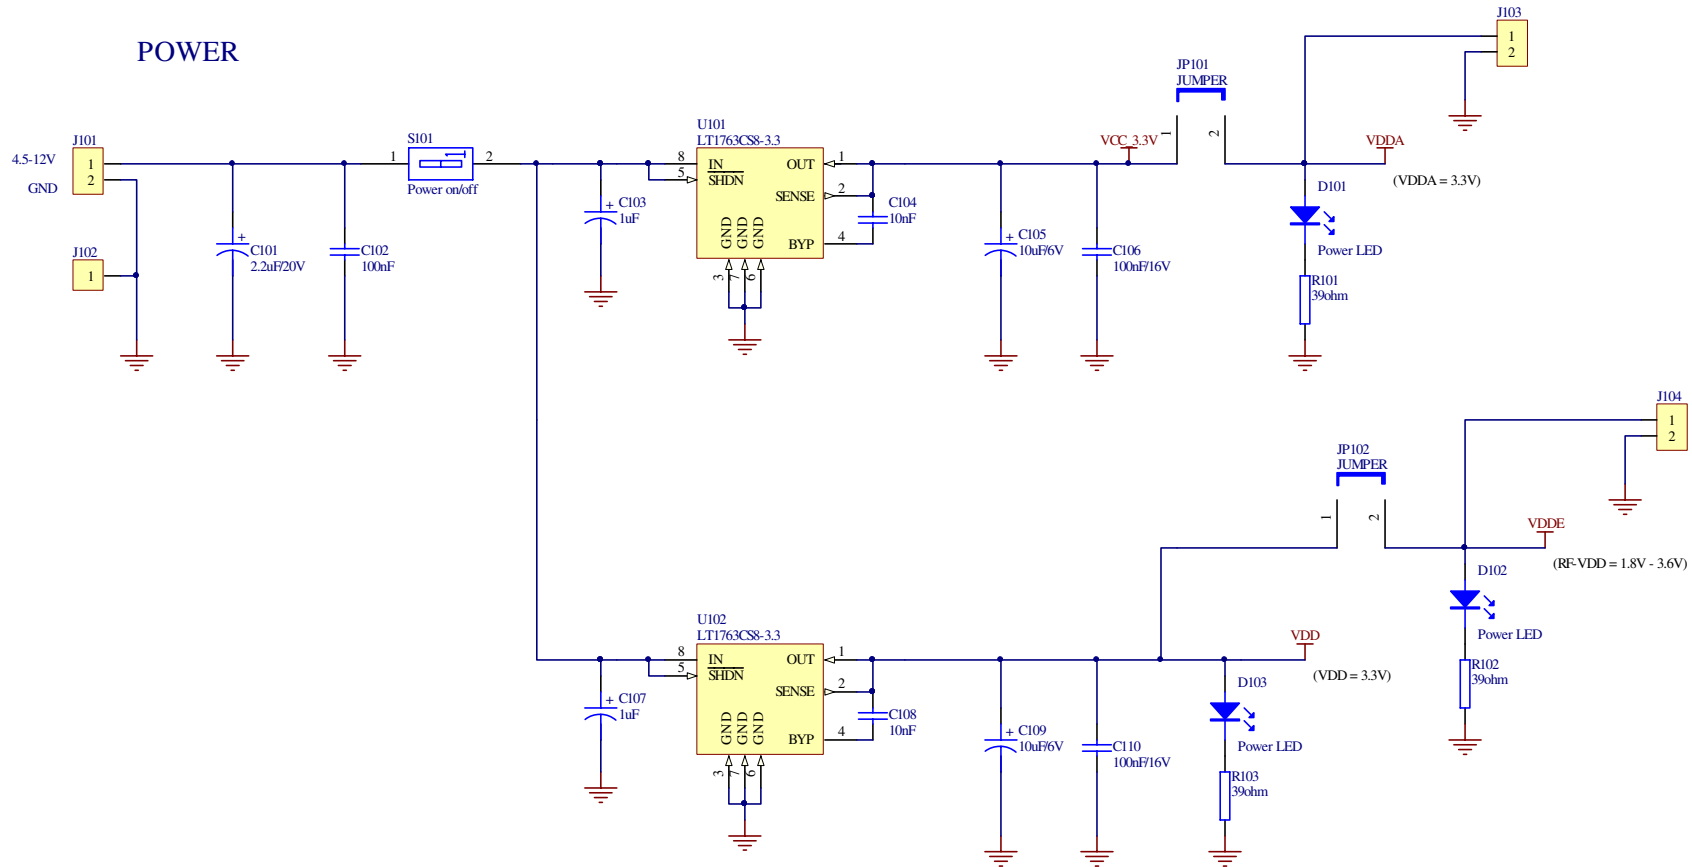 POWER
J101
4.5-12V
1
GND
2
J102
1
C101
2.2uF/20V
C102
100nF
S101
1
2
Power on/off
C103
1uF
U101
LT1763CS8-3.3
8
IN
OUT
1
5
SHDN
SENSE
2
GND
GND
GND
BYP
4
3
7
6
C104
10nF
C105
10uF/6V
C106
100nF/16V
VCC_3.3V
JP101
JUMPER
1
2
J103
1
2
VDDA
(VDDA = 3.3V)
D101
Power LED
R101
39ohm
C107
1uF
U102
LT1763CS8-3.3
8
IN
OUT
1
5
SHDN
SENSE
2
GND
GND
GND
BYP
4
3
7
6
C108
10nF
C109
10uF/6V
C110
100nF/16V
VDD
(VDD = 3.3V)
D103
Power LED
R103
39ohm
JP102
JUMPER
1
2
J104
1
2
VDDE
(RF-VDD = 1.8V - 3.6V)
D102
Power LED
R102
39ohm